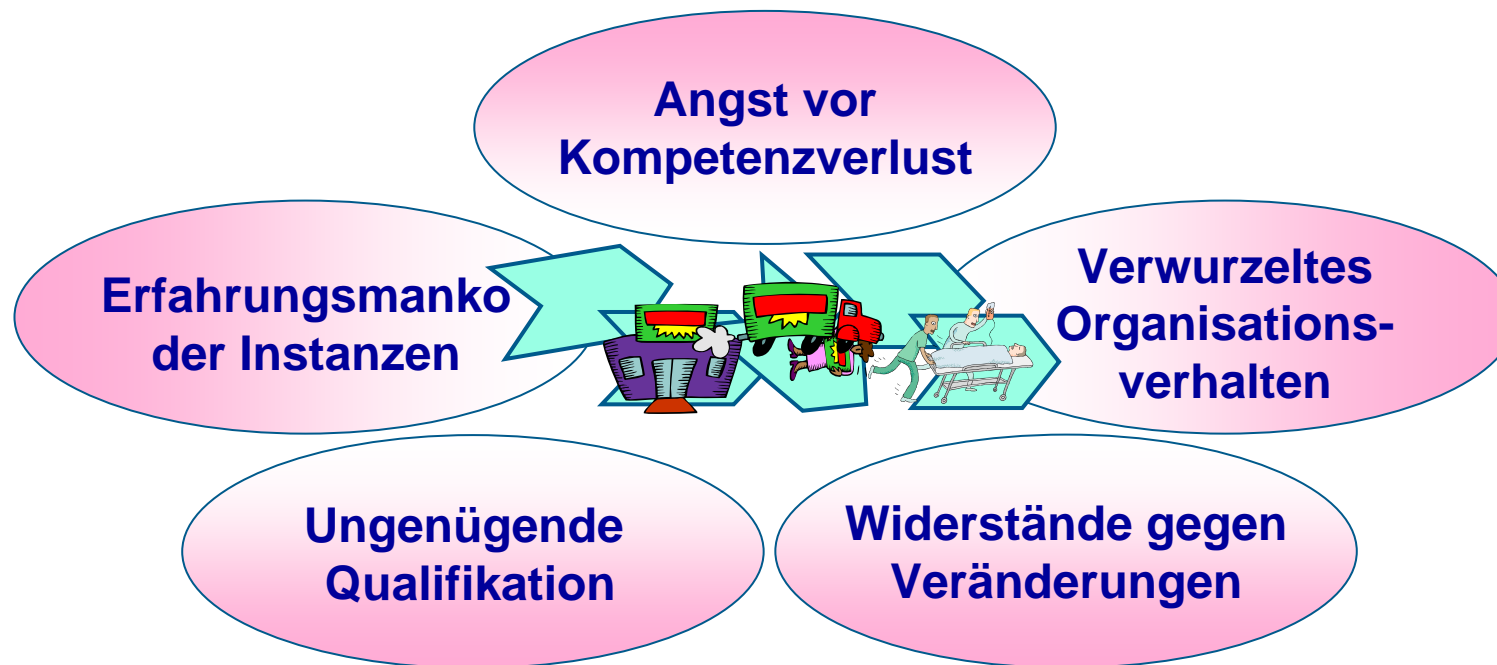 Angst vor
Kompetenzverlust
Erfahrungsmanko
der Instanzen
Verwurzeltes
Organisations-
verhalten
Ungenügende
Qualifikation
Widerstände gegen
Veränderungen